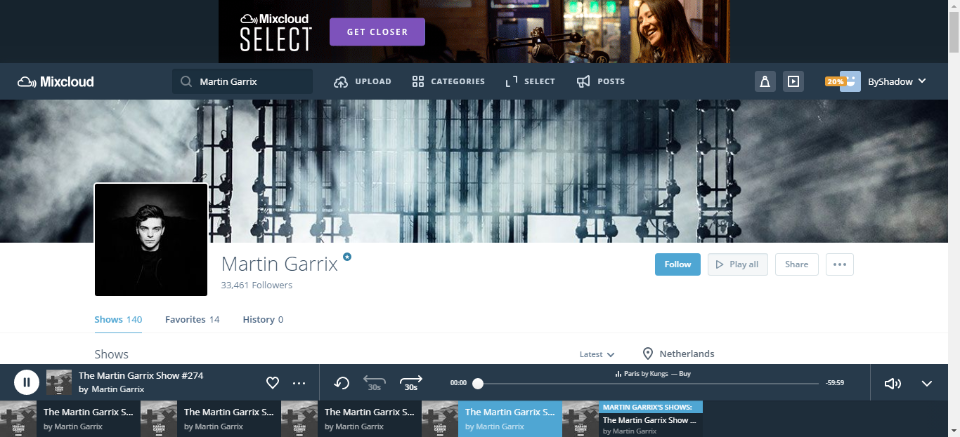 Mixcloud
SELECT
GET CLOSER
Mixcloud
Martin Garrix
UPLOAD
CATEGORIES
SELECT
POSTS
20%
ByShadow
Martin Garrix
33,461 Followers
Follow
Play all
Share
Shows 140
Favorites 14
History 0
Shows
Latest
Netherlands
The Martin Garrix Show #274
by Martin Garrix
30s
30s
00:00
Paris by Kungs — Buy
-59:59
The Martin Garrix S...
by Martin Garrix
The Martin Garrix S...
by Martin Garrix
The Martin Garrix S...
by Martin Garrix
The Martin Garrix S...
by Martin Garrix
MARTIN GARRIX'S SHOWS:
The Martin Garrix Show ...
by Martin Garrix